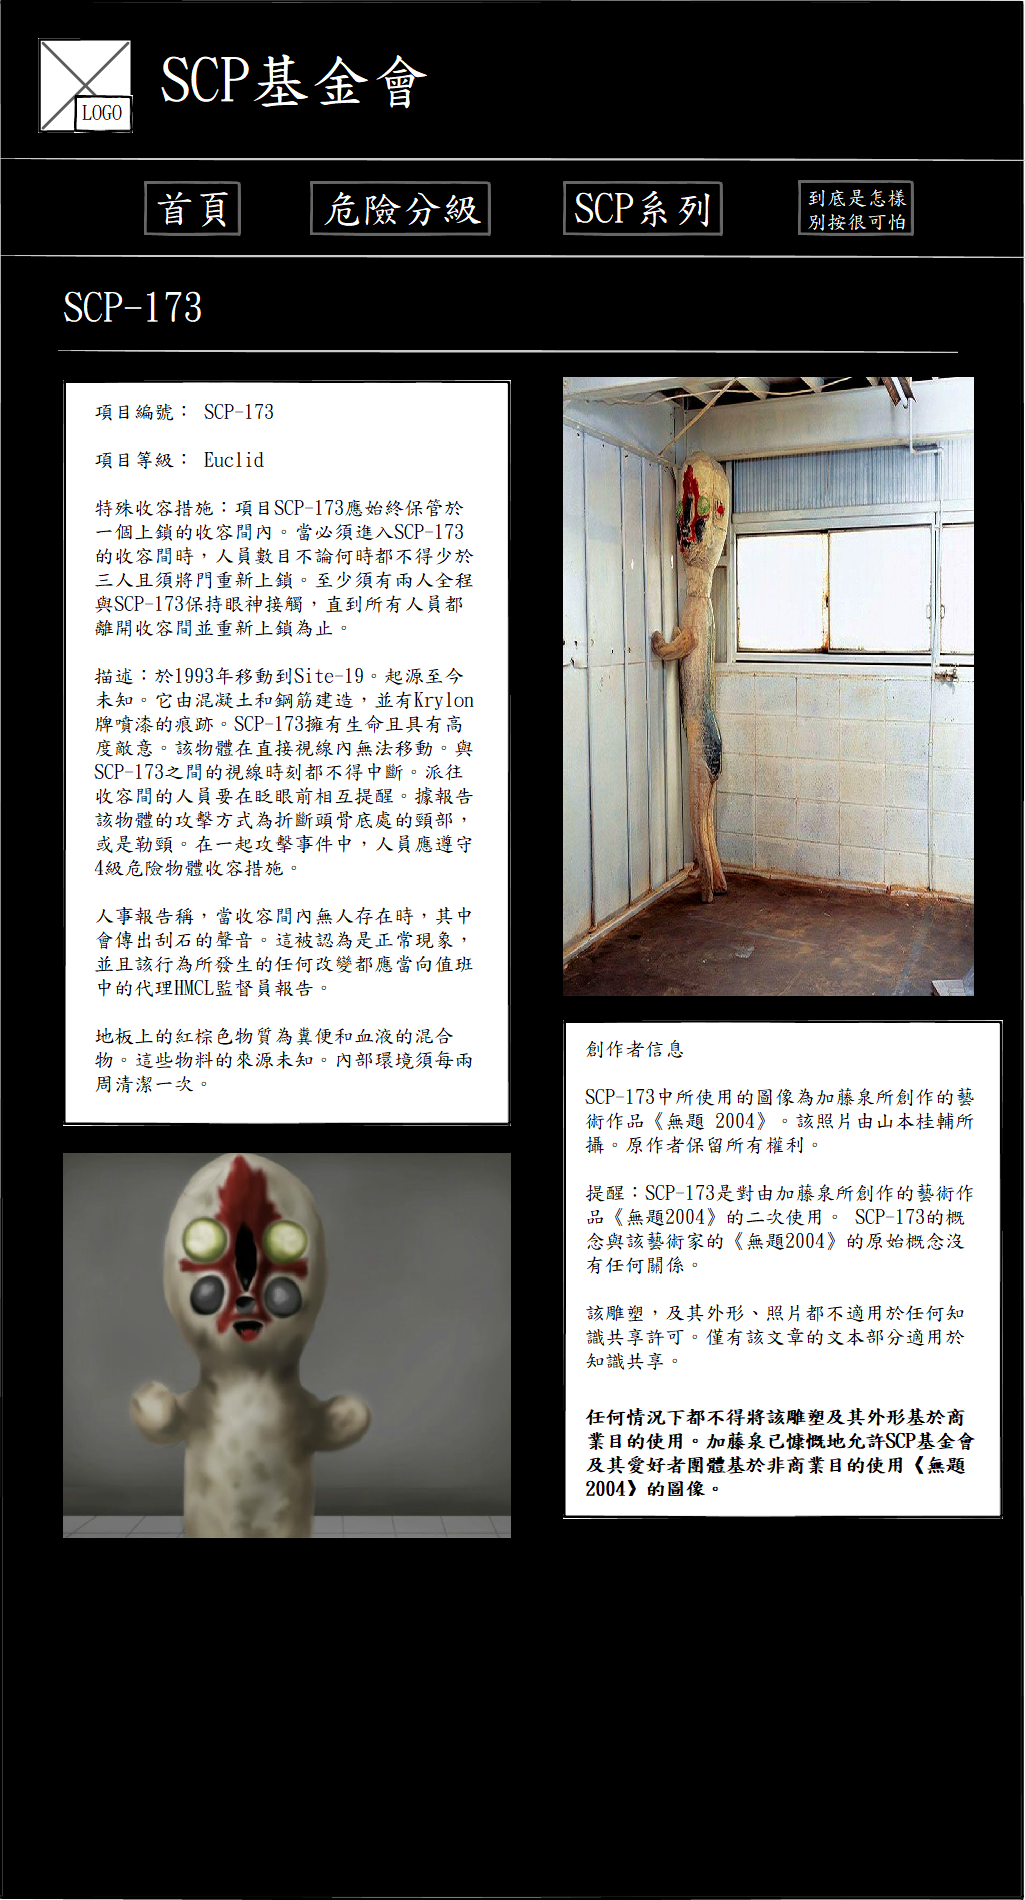 LOGO
SCP基金會
首頁
危險分級
SCP系列
到底是怎樣
別按很可怕
SCP-173
項目編號： SCP-173
項目等級： Euclid
特殊收容措施：項目SCP-173應始終保管於
一個上鎖的收容間內。當必須進入SCP-173
的收容間時，人員數目不論何時都不得少於
三人且須將門重新上鎖。至少須有兩人全程
與SCP-173保持眼神接觸，直到所有人員都
離開收容間並重新上鎖為止。
描述：於1993年移動到Site-19。起源至今
未知。它由混凝土和鋼筋建造，並有Krylon
牌噴漆的痕跡。SCP-173擁有生命且具有高
度敵意。該物體在直接視線內無法移動。與
SCP-173之間的視線時刻都不得中斷。派往
收容間的人員要在眨眼前相互提醒。據報告
該物體的攻擊方式為折斷頭骨底處的頸部，
或是勒頸。在一起攻擊事件中，人員應遵守
4級危險物體收容措施。
人事報告稱，當收容間內無人存在時，其中
會傳出刮石的聲音。這被認為是正常現象，
並且該行為所發生的任何改變都應當向值班
中的代理HMCL監督員報告。
地板上的紅棕色物質為糞便和血液的混合
物。這些物料的來源未知。內部環境須每兩
周清潔一次。
創作者信息
SCP-173中所使用的圖像為加藤泉所創作的藝
術作品《無題 2004》。該照片由山本桂輔所
攝。原作者保留所有權利。
提醒：SCP-173是對由加藤泉所創作的藝術作
品《無題2004》的二次使用。 SCP-173的概
念與該藝術家的《無題2004》的原始概念沒
有任何關係。
該雕塑，及其外形、照片都不適用於任何知
識共享許可。僅有該文章的文本部分適用於
知識共享。
任何情況下都不得將該雕塑及其外形基於商
業目的使用。加藤泉已慷慨地允許SCP基金會
及其愛好者團體基於非商業目的使用《無題
2004》的圖像。